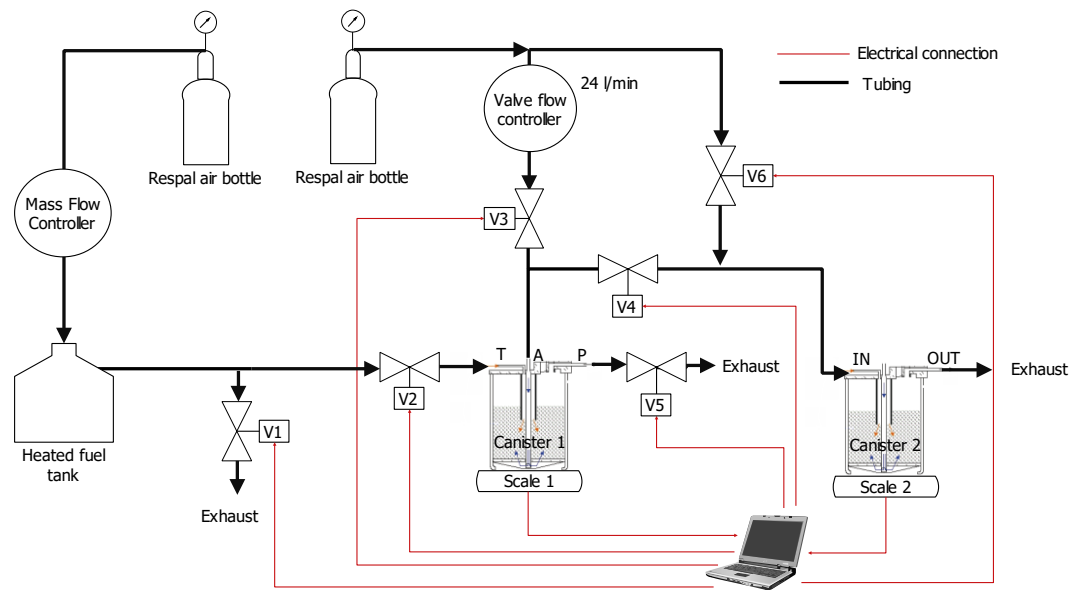 Electrical connection
Tubing
24 l/min
Valve flow
controller
Respal air bottle
Respal air bottle
V6
Mass Flow
Controller
V3
V4
T
A
P
Exhaust
IN
OUT
Exhaust
V2
V5
V1
Canister 1
Canister 2
Heated fuel
tank
Scale 1
Scale 2
Exhaust